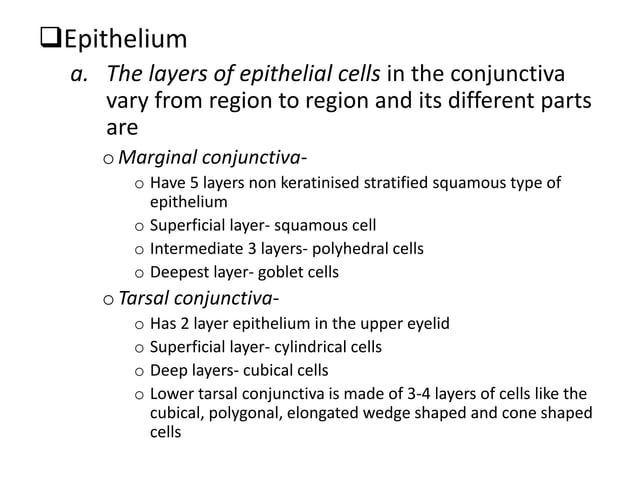 ❑Epithelium
a. The layers of epithelial cells in the conjunctiva
vary from region to region and its different parts
are
o Marginal conjunctiva-
o Have 5 layers non keratinised stratified squamous type of
epithelium
o Superficial layer- squamous cell
o Intermediate 3 layers- polyhedral cells
o Deepest layer- goblet cells
o Tarsal conjunctiva-
o Has 2 layer epithelium in the upper eyelid
o Superficial layer- cylindrical cells
o Deep layers- cubical cells
o Lower tarsal conjunctiva is made of 3-4 layers of cells like the
cubical, polygonal, elongated wedge shaped and cone shaped
cells